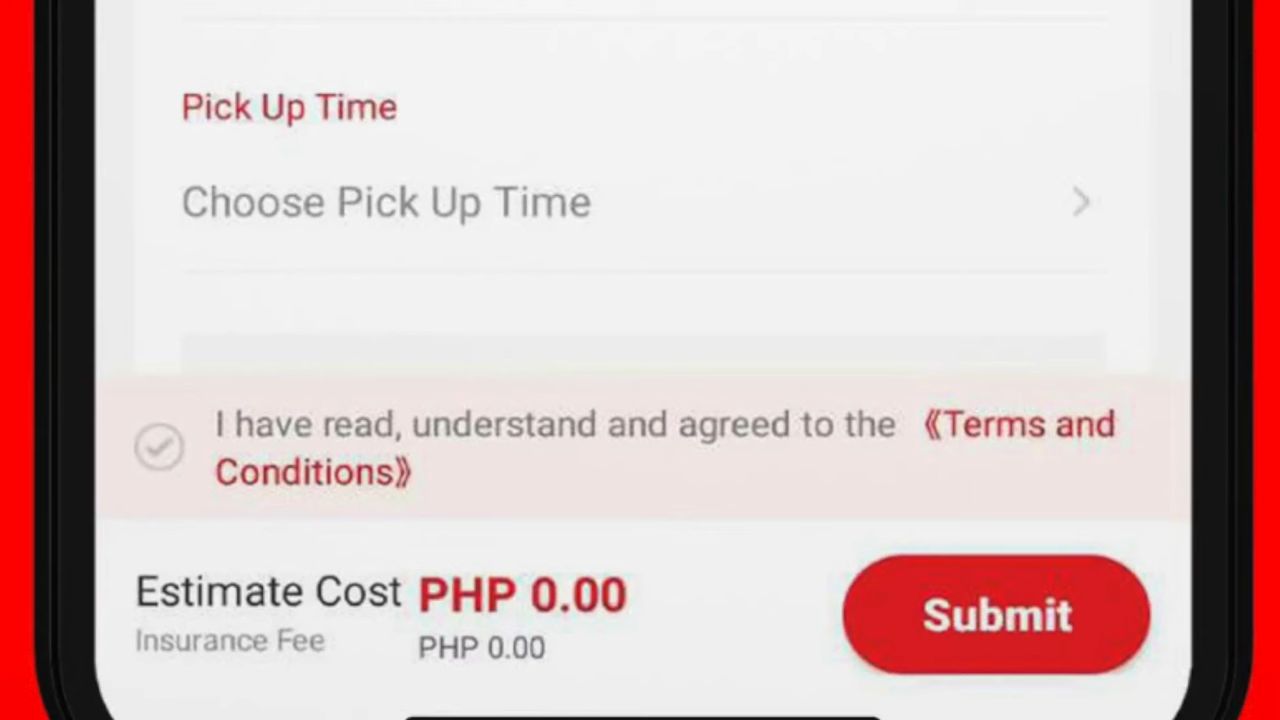 Pick Up Time
Choose Pick Up Time
I have read, understand and agreed to the 《Terms and
Conditions》
Estimate Cost PHP 0.00
Insurance Fee PHP 0.00
Submit